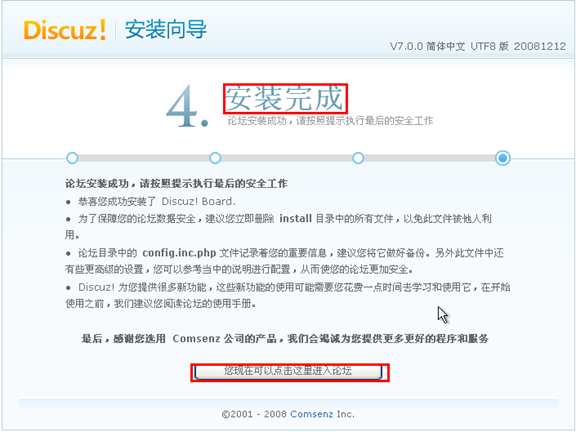 Discuz! 安装向导
V7.0.0 简体中文 UTF8 版 20081212
4. 安装完成
论坛安装成功，请按照提示执行最后的安全工作
论坛安装成功，请按照提示执行最后的安全工作
● 恭喜您成功安装了 Discuz! Board.
● 为了保障您的论坛数据安全，建议您立即删除 install 目录中的所有文件，以免此文件被他人利
用。
● 论坛目录中的 config.inc.php 文件记录着您的重要信息，建议您将它做好备份。另外此文件中还
有些更高级的设置，您可以参考当中的说明进行配置，从而使您的论坛更加安全。
● Discuz! 为您提供很多新功能，这些新功能的使用可能需要您花费一点时间去学习和使用它，在开始
使用之前，我们建议您阅读论坛的使用手册。
最后，感谢您选用 Comsenz 公司的产品，我们会竭诚为您提供更多更好的程序和服务
您现在可以点击这里进入论坛
©2001 - 2008 Comsenz Inc.